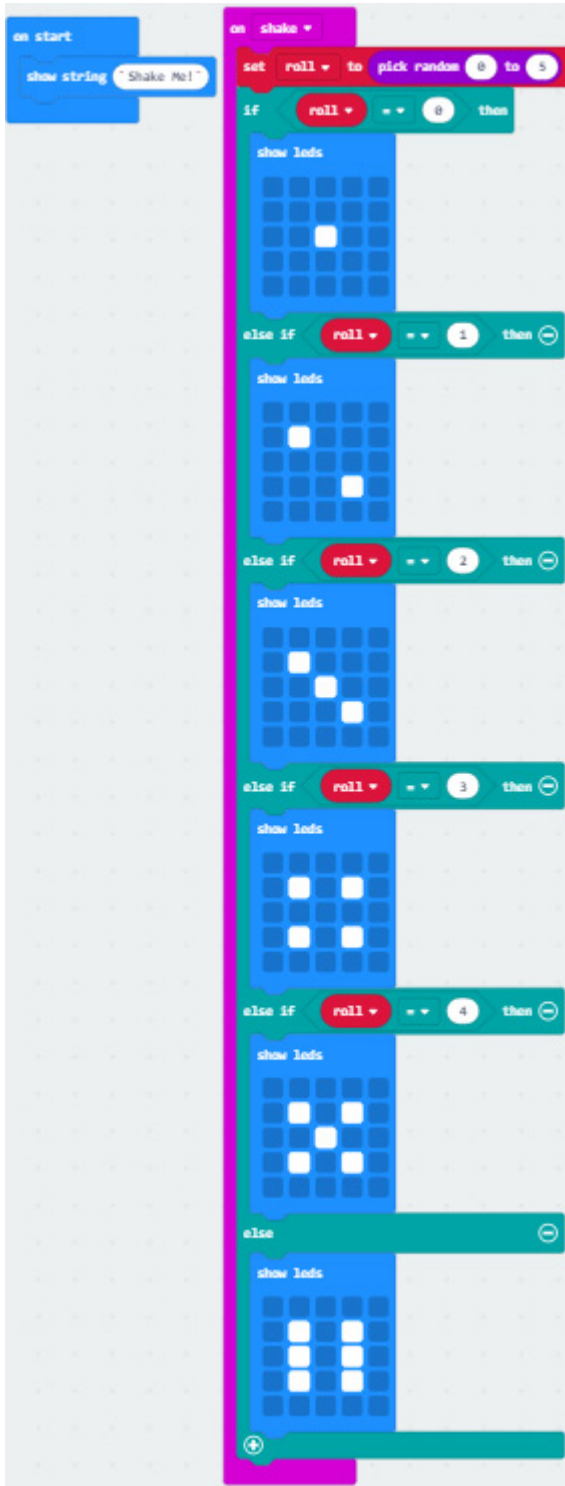 on start
show string "Shake Me!"
on shake
set roll to pick random 0 to 5
if roll = 0 then
show leds
else if roll = 1 then
show leds
else if roll = 2 then
show leds
else if roll = 3 then
show leds
else if roll = 4 then
show leds
else
show leds